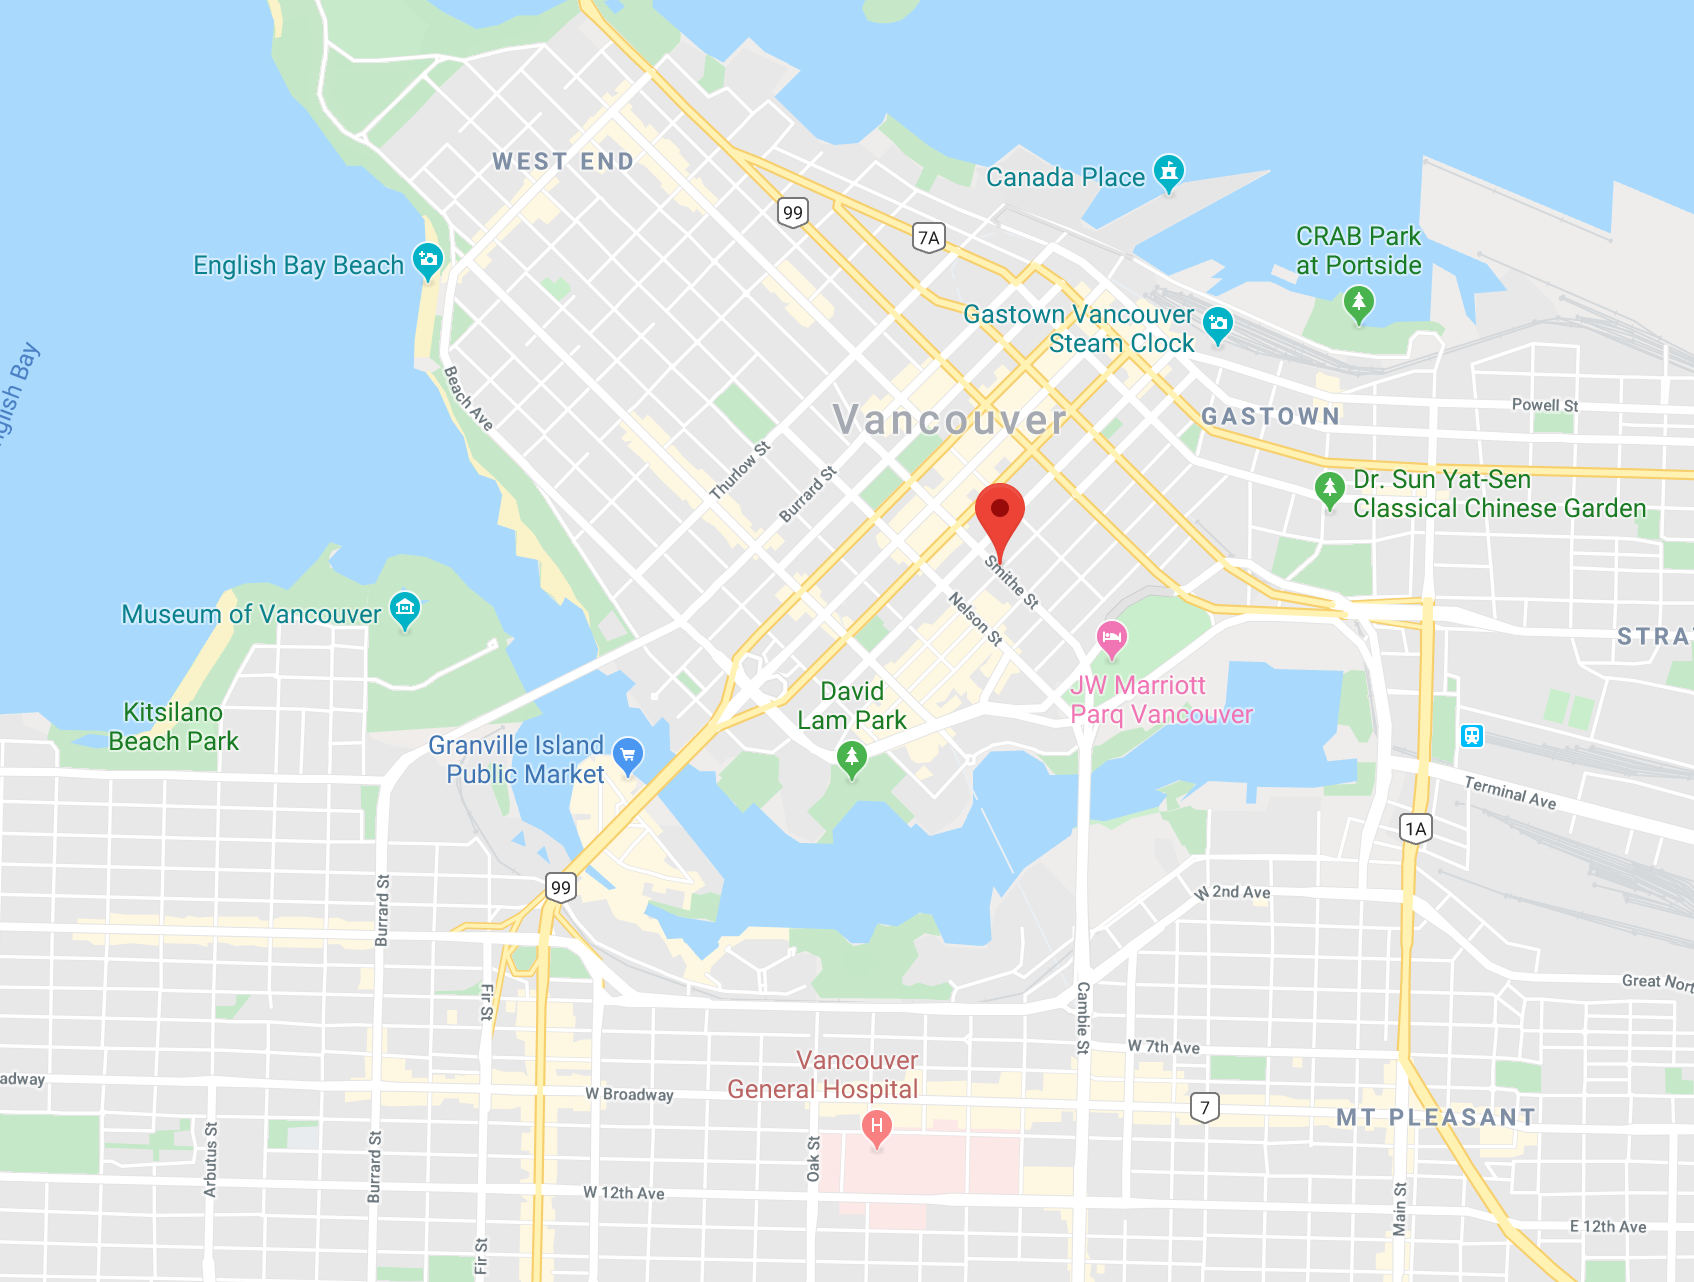 WEST END
Canada Place
99
7A
CRAB Park
at Portside
English Bay Beach
Gastown Vancouver
Steam Clock
Beach Ave
Powell St
Vancouver
GASTOWN
Thurlow St
Burrard St
Dr. Sun Yat-Sen
Classical Chinese Garden
Smithe St
Nelson St
Museum of Vancouver
STRA
JW Marriott
Parq Vancouver
David
Lam Park
Kitsilano
Beach Park
Granville Island
Public Market
Terminal Ave
1A
99
W 2nd Ave
Burrard St
Fir St
Cambie St
Great Nort
W 7th Ave
Vancouver
General Hospital
adway
W Broadway
7
MT PLEASANT
H
Arbutus St
Burrard St
Oak St
W 12th Ave
Main St
E 12th Ave
Fir St